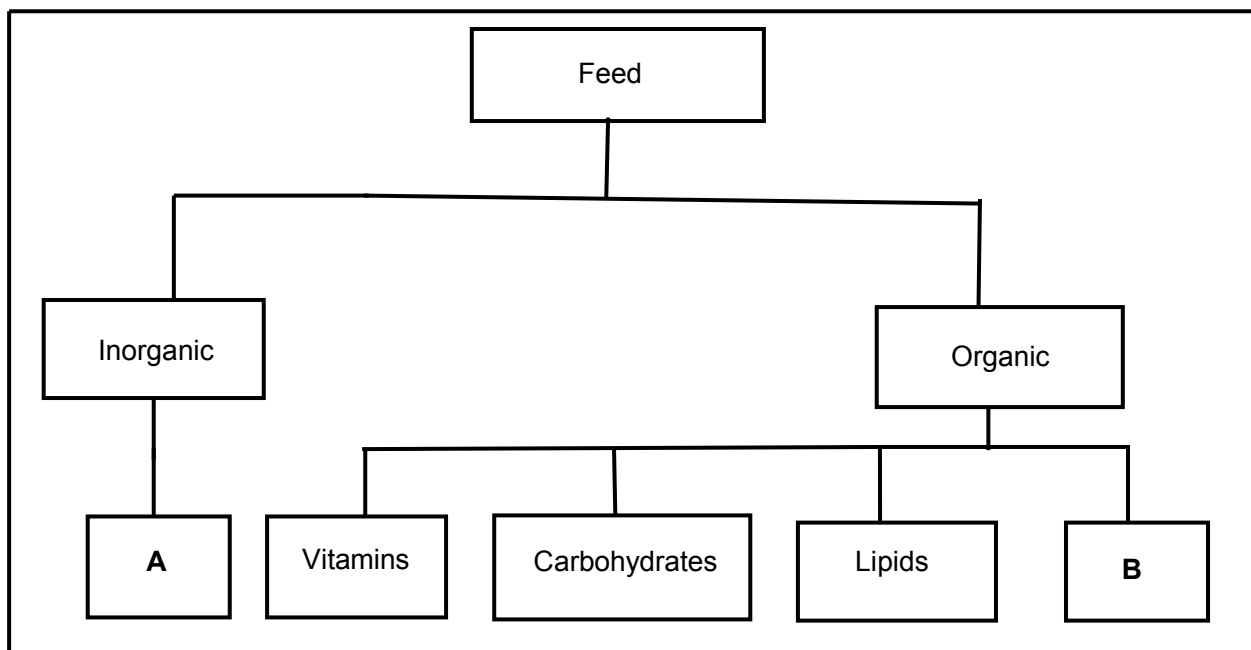 Feed
Inorganic
Organic
A
Vitamins
Carbohydrates
Lipids
B